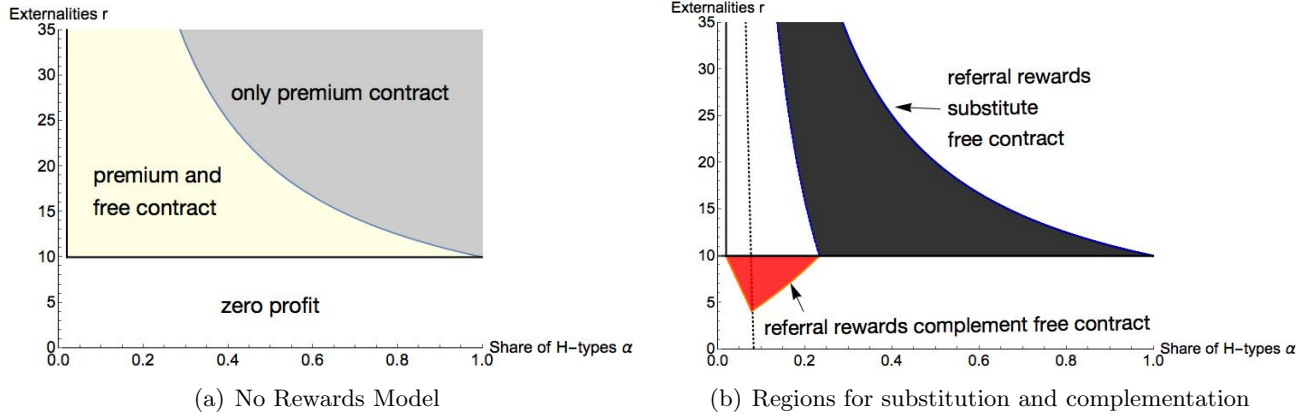 Externalities r
35
30
25
20
15
10
5
0
only premium contract
premium and
free contract
zero profit
0.0 0.2 0.4 0.6 0.8 1.0
Share of H−types α
(a) No Rewards Model
Externalities r
35
30
25
20
15
10
5
0
referral rewards
substitute
free contract
referral rewards complement free contract
0.0 0.2 0.4 0.6 0.8 1.0
Share of H−types α
(b) Regions for substitution and complementation